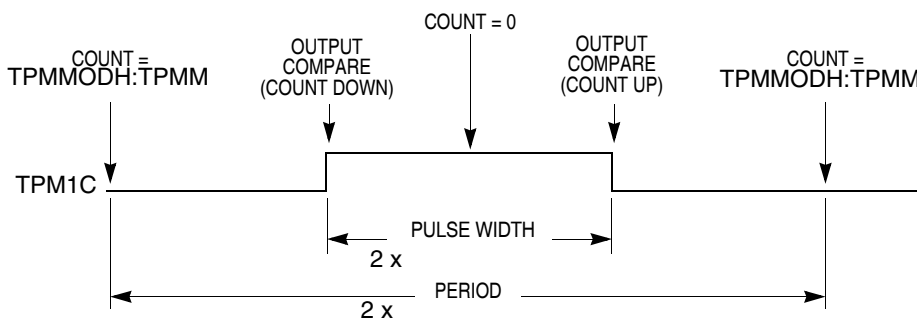 COUNT = 0
COUNT =
TPMMODH:TPMM
OUTPUT
COMPARE
(COUNT DOWN)
OUTPUT
COMPARE
(COUNT UP)
COUNT =
TPMMODH:TPMM
TPM1C
PULSE WIDTH
2 x
PERIOD
2 x